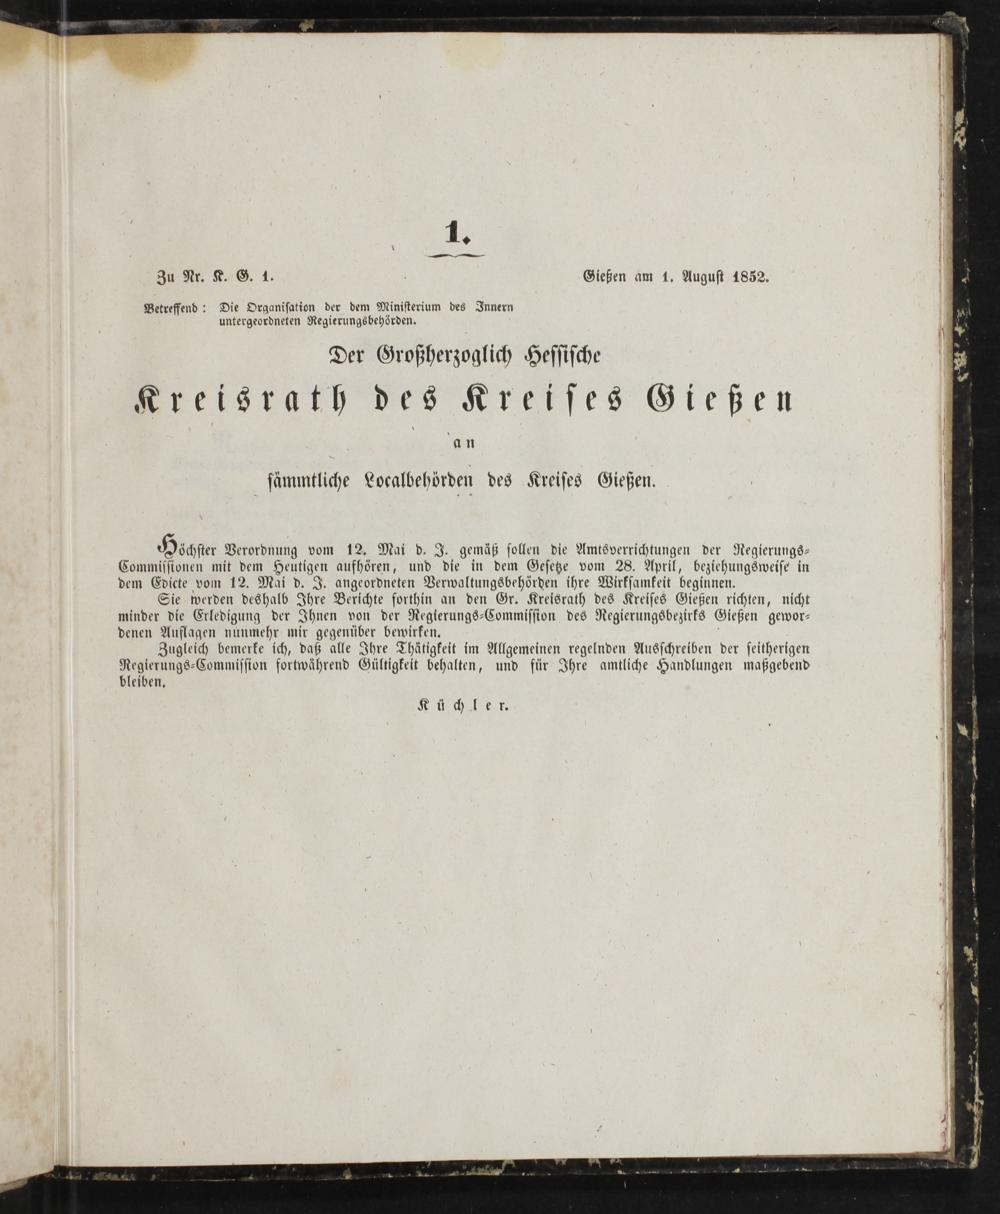 1.
Zu Nr. K. G. 1. Gießen am 1. August 1852.
Betreffend: Die Organisation der dem Ministerium des Innern
untergeordneten Regierungsbehörden.
Der Großherzoglich Hessische
Kreisrath des Kreises Gießen
an
sämmtliche Localbehörden des Kreises Gießen.
Höchster Verordnung vom 12. Mai d. J. gemäß sollen die Amtsverrichtungen der Regierungs-
Commissionen mit dem Heutigen aufhören, und die in dem Gesetze vom 28. April, beziehungsweise in
dem Edicte vom 12. Mai d. J. angeordneten Verwaltungsbehörden ihre Wirksamkeit beginnen.
Sie werden deshalb Ihre Berichte forthin an den Gr. Kreisrath des Kreises Gießen richten, nicht
minder die Erledigung der Ihnen von der Regierungs-Commission des Regierungsbezirks Gießen gewor-
denen Auflagen nunmehr mir gegenüber bewirken.
Zugleich bemerke ich, daß alle Ihre Thätigkeit im Allgemeinen regelnden Ausschreiben der seitherigen
Regierungs-Commission fortwährend Gültigkeit behalten, und für Ihre amtliche Handlungen maßgebend
bleiben.
Küchler.